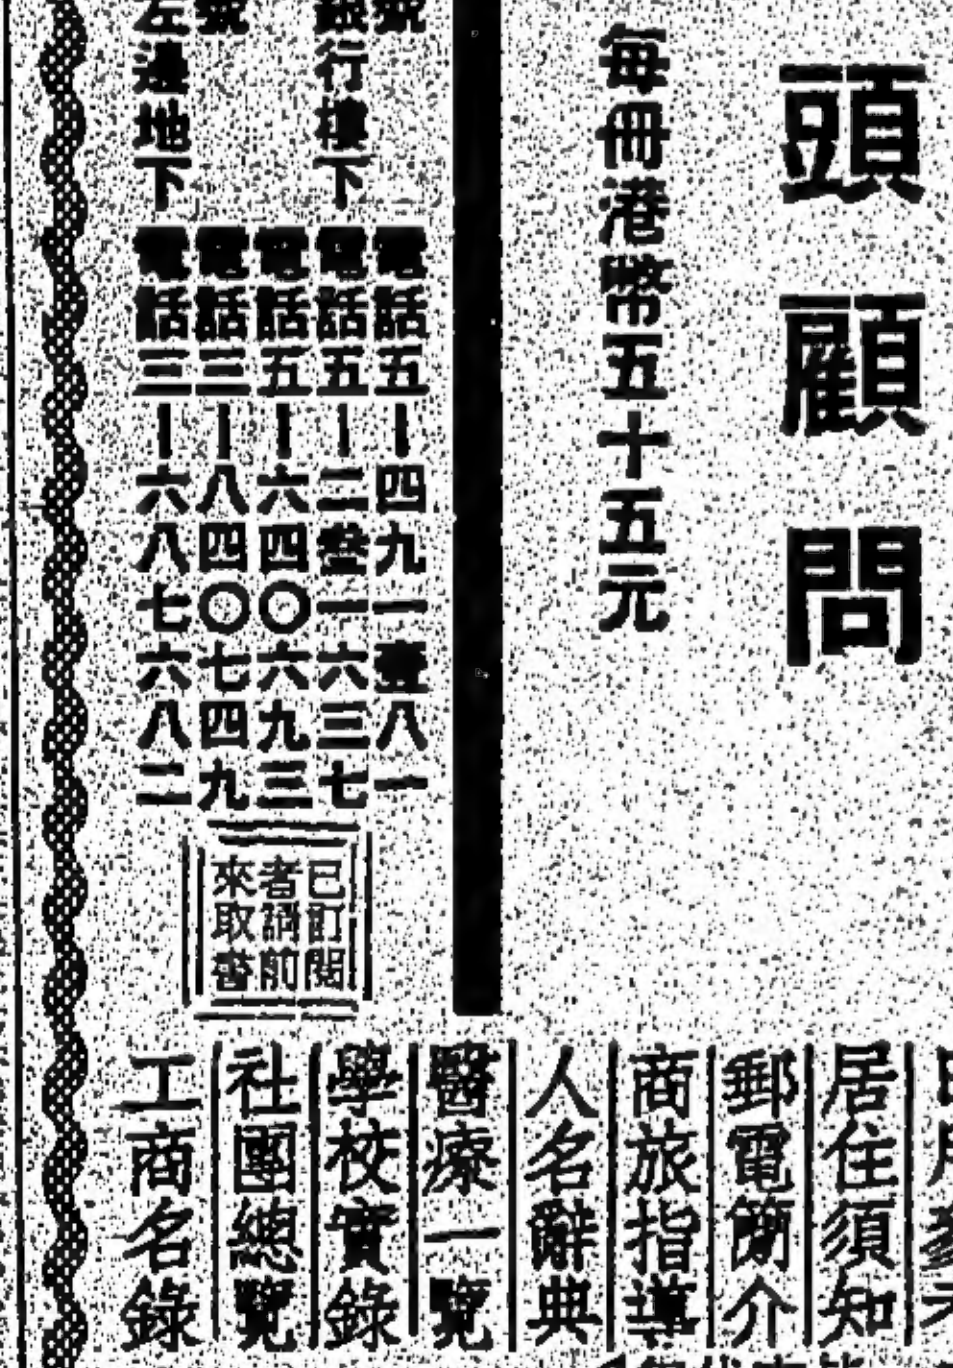 頭顧問
每冊港幣五十五元
號
電話五─四九一壹八一
銀行樓下
電話五─二叁一六三七
電話五─六四〇六九三
號
電話三─八四〇七四九
左邊地下
電話三─六八七六八二
已訂閱
者請前
來取書
居住須知
郵電簡介
商旅指導
人名辭典
醫療一覽
學校實錄
社團總覽
工商名錄